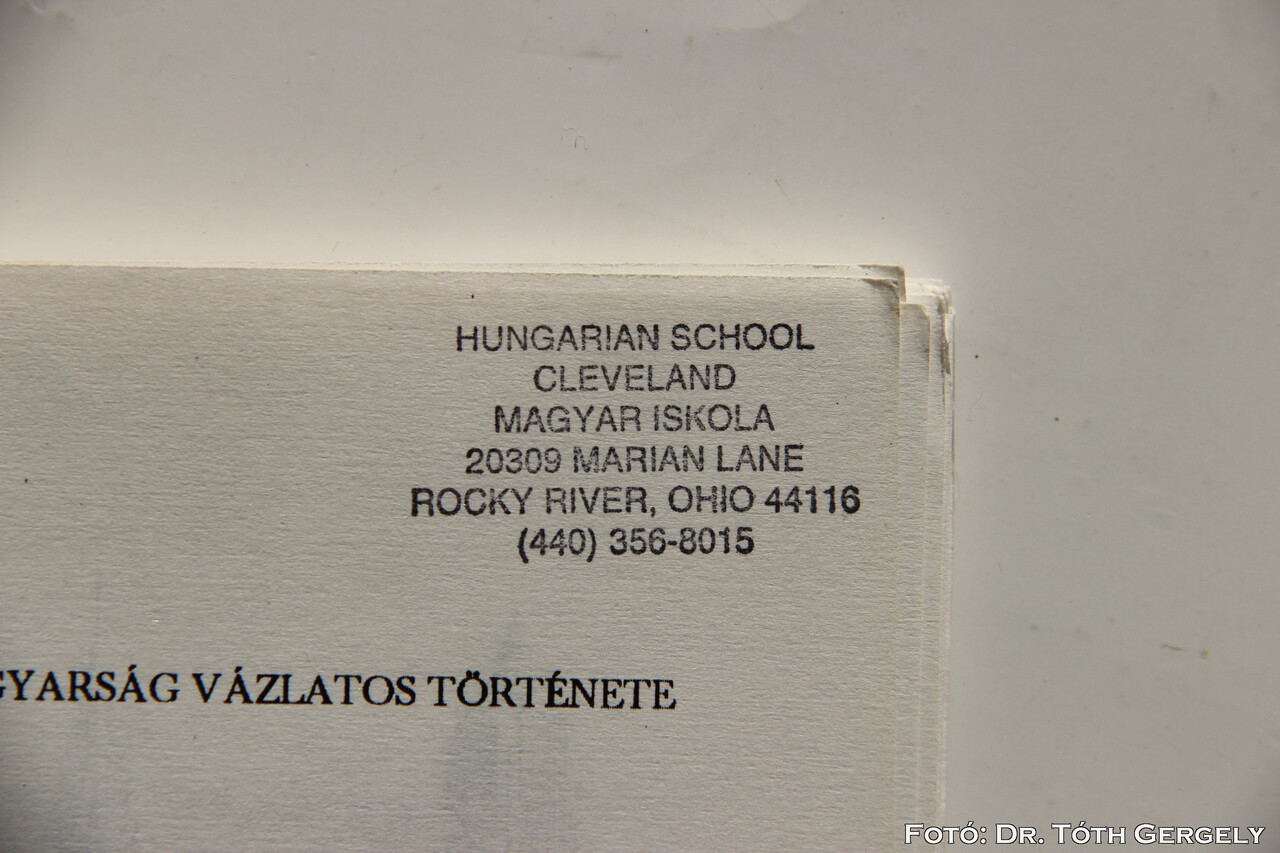 HUNGARIAN SCHOOL
CLEVELAND
MAGYAR ISKOLA
20309 MARIAN LANE
ROCKY RIVER, OHIO 44116
(440) 356-8015
GYARSÁG VÁZLATOS TÖRTÉNETE
FOTÓ: DR. TÓTH GERGELY